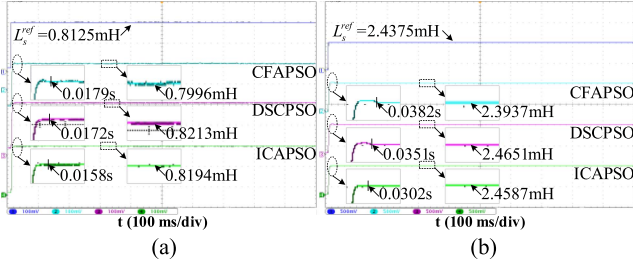 L_s^ref=0.8125mH
CFAPSO
0.0179s
0.7996mH
DSCPSO
0.0172s
0.8213mH
ICAPSO
0.0158s
0.8194mH
t (100 ms/div)
(a)
L_s^ref=2.4375mH
CFAPSO
0.0382s
2.3937mH
DSCPSO
0.0351s
2.4651mH
ICAPSO
0.0302s
2.4587mH
t (100 ms/div)
(b)